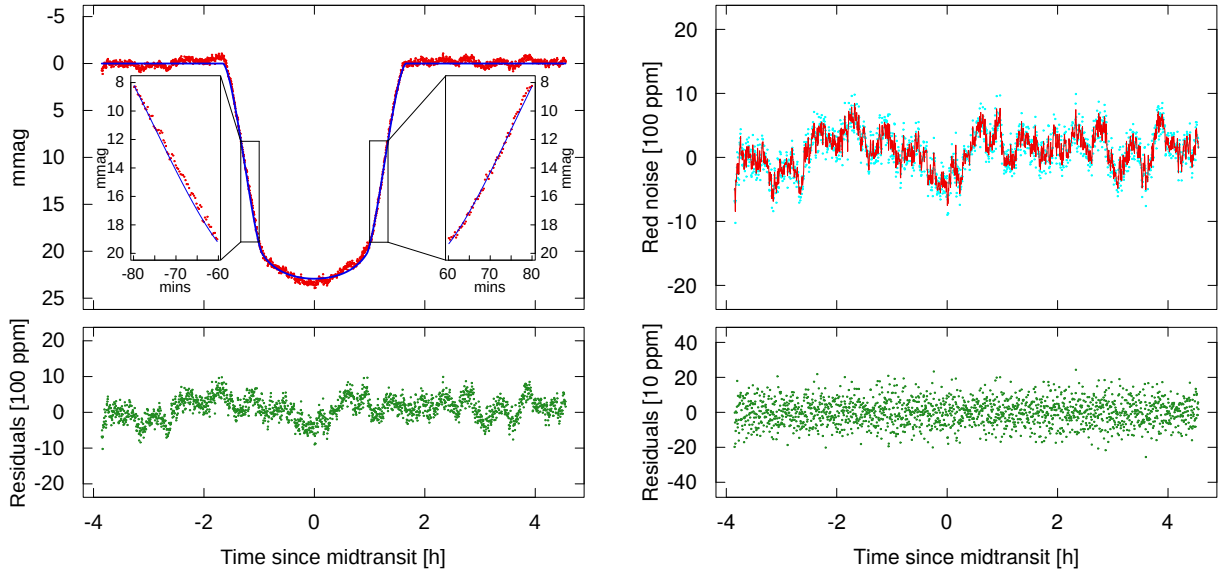 -5
0
5
10
15
20
25
mmag
8
10
12
14
16
18
20
mmag
-80 -70 -60
mins
8
10
12
14
16
18
20
mmag
60 70 80
mins
20
10
0
-10
-20
Residuals [100 ppm]
-4 -2 0 2 4
Time since midtransit [h]
20
10
0
-10
-20
Red noise [100 ppm]
40
20
0
-20
-40
Residuals [10 ppm]
-4 -2 0 2 4
Time since midtransit [h]